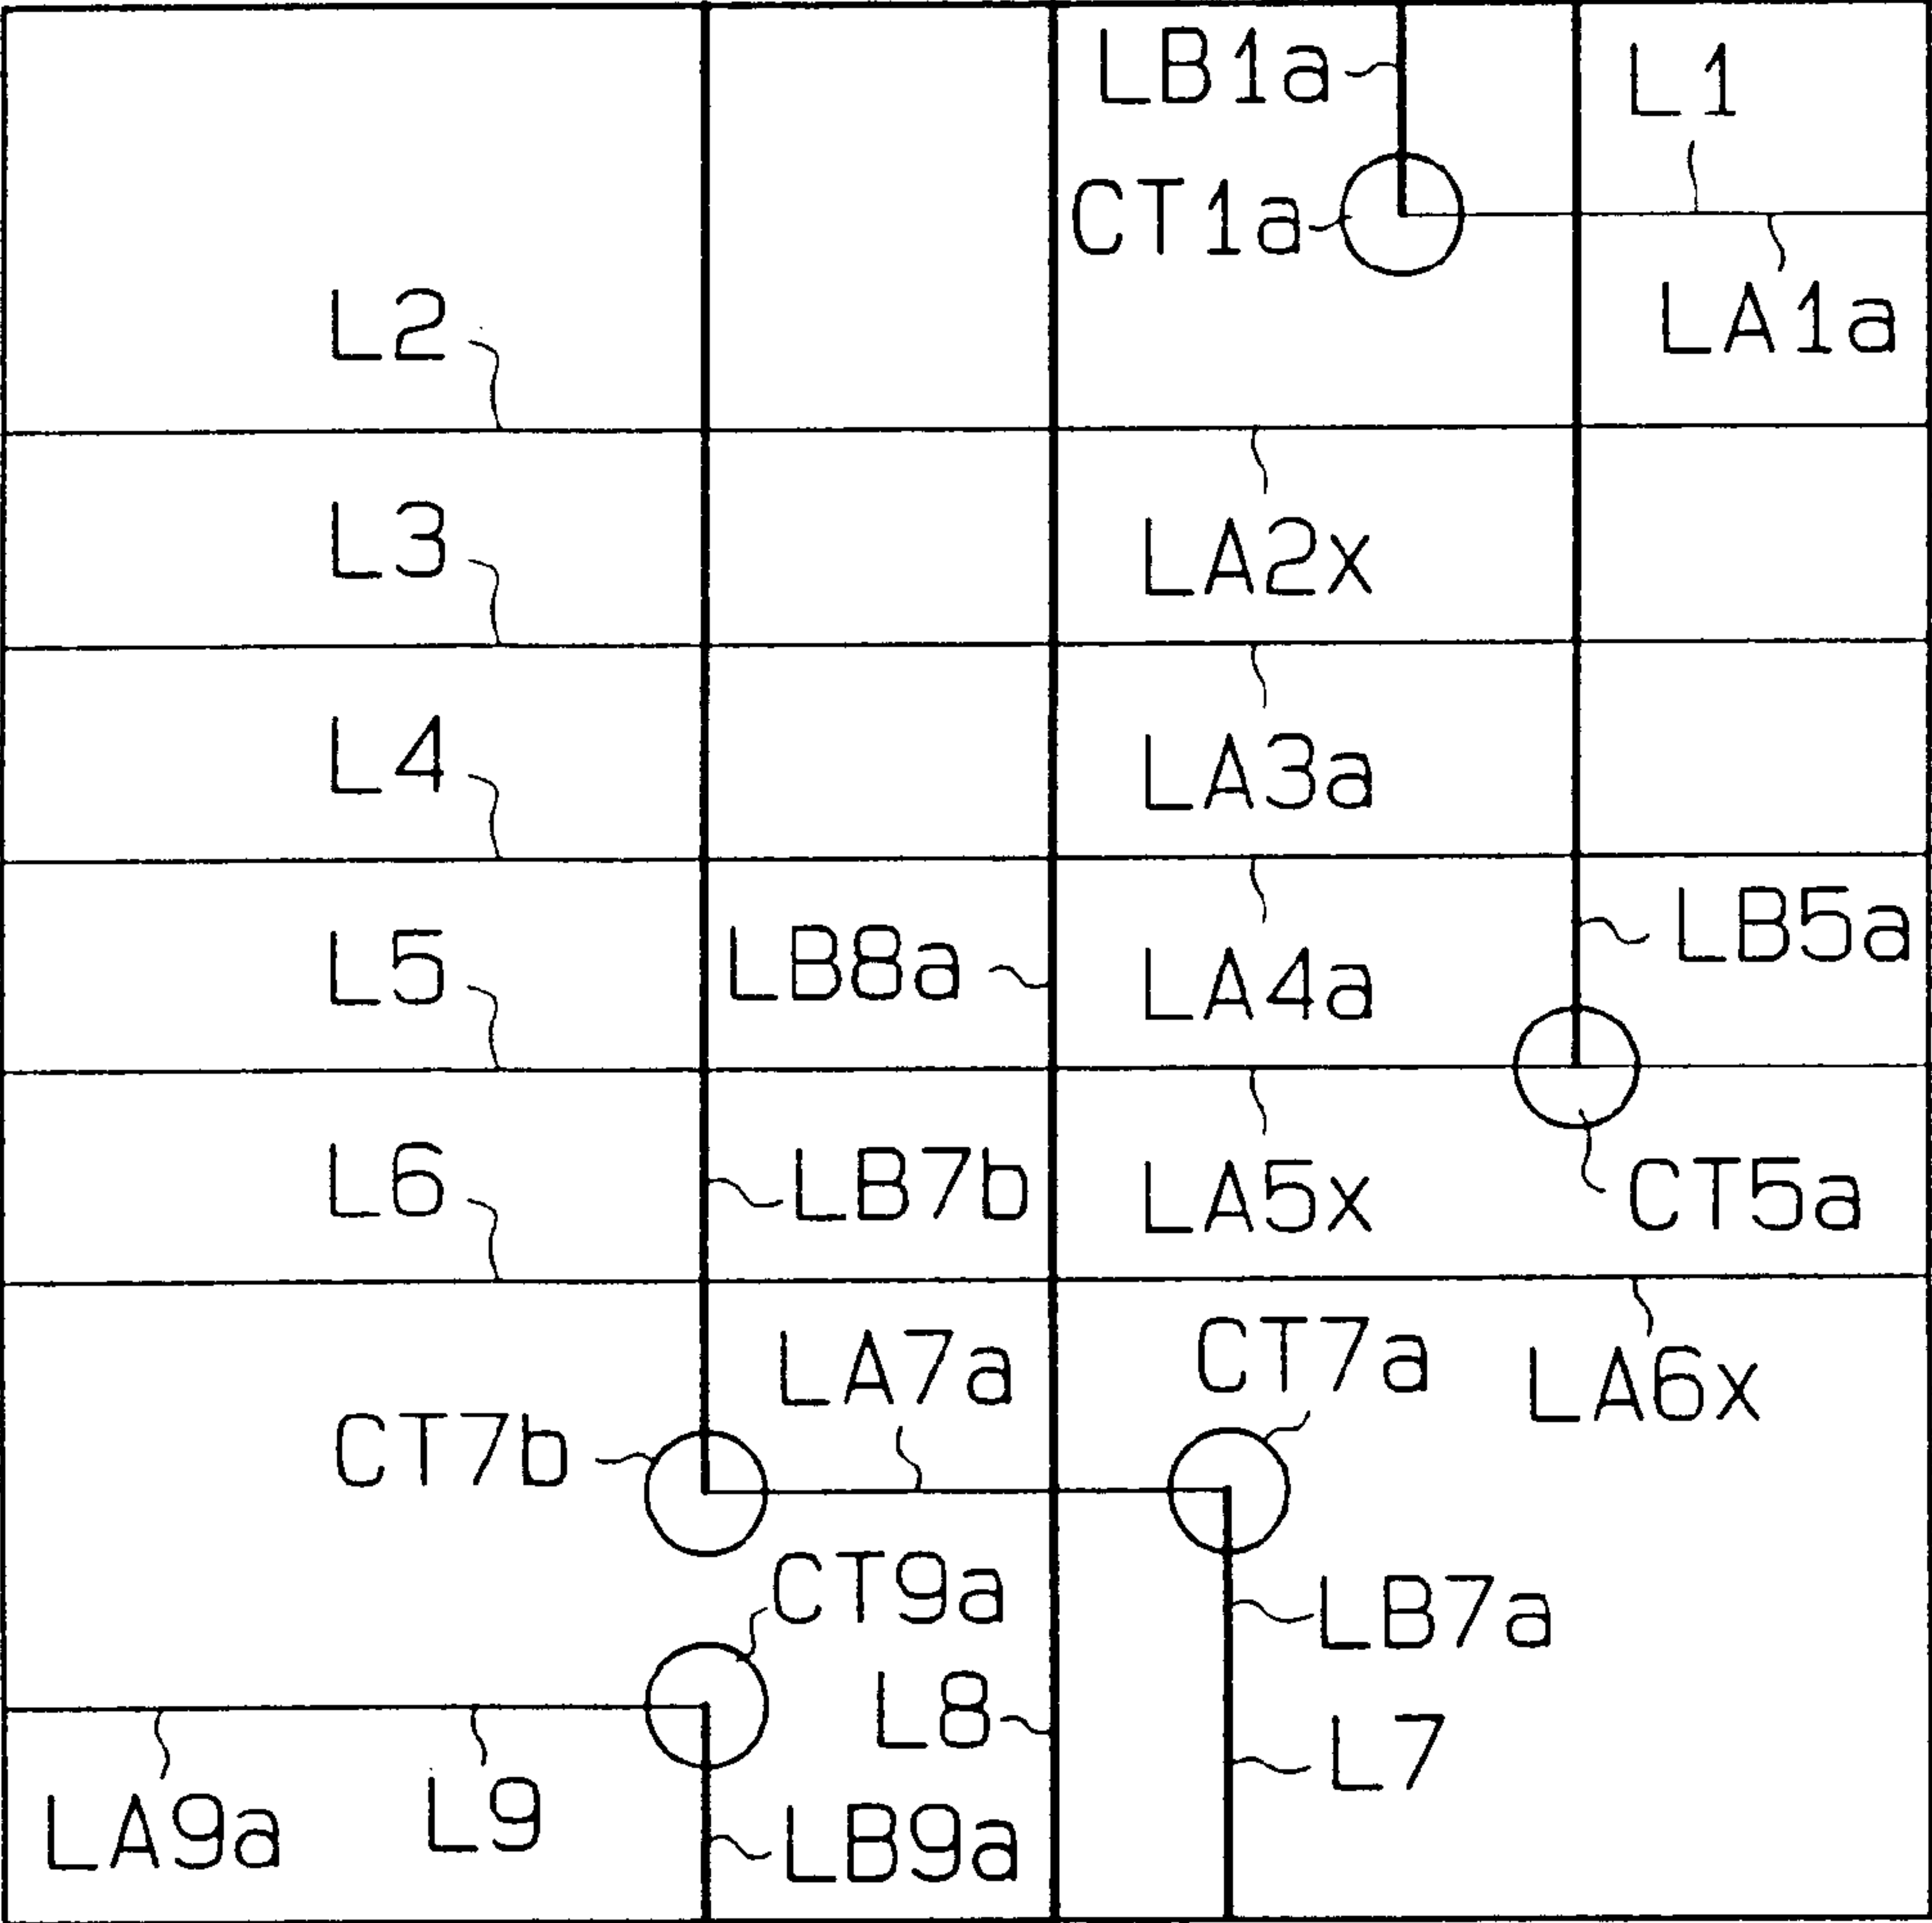 LB1a
L1
CT1a
LA1a
L2
L3
LA2x
L4
LA3a
LB5a
L5
LB8a
LA4a
L6
LB7b
LA5x
CT5a
LA7a
CT7a
LA6x
CT7b
CT9a
LB7a
L8
L7
LA9a
L9
LB9a